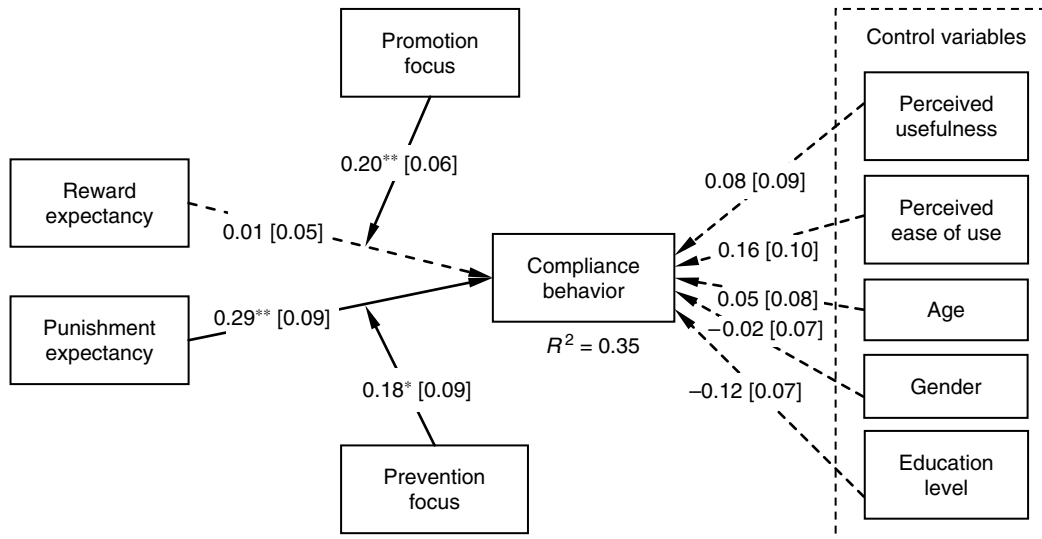 Promotion
focus
Control variables
Perceived
usefulness
0.20** [0.06]
Reward
expectancy
0.08 [0.09]
Perceived
ease of use
0.01 [0.05]
0.16 [0.10]
Compliance
behavior
Punishment
expectancy
0.29** [0.09]
0.05 [0.08]
Age
−0.02 [0.07]
R² = 0.35
Gender
0.18* [0.09]
−0.12 [0.07]
Prevention
focus
Education
level